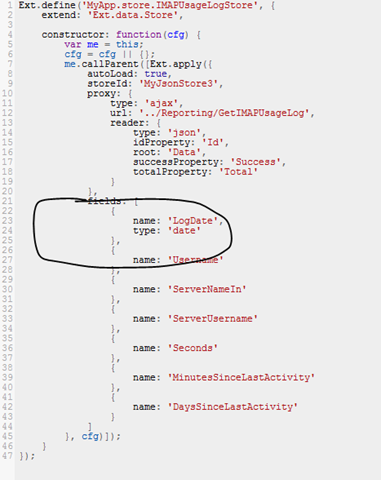 1 Ext.define('MyApp.store.IMAPUsageLogStore', {
2 extend: 'Ext.data.Store',
3
4 constructor: function(cfg) {
5 var me = this;
6 cfg = cfg || {};
7 me.callParent([Ext.apply({
8 autoLoad: true,
9 storeId: 'MyJsonStore3',
10 proxy: {
11 type: 'ajax',
12 url: '../Reporting/GetIMAPUsageLog',
13 reader: {
14 type: 'json',
15 idProperty: 'Id',
16 root: 'Data',
17 successProperty: 'Success',
18 totalProperty: 'Total'
19 }
20 },
21 fields: [
22 {
23 name: 'LogDate',
24 type: 'date'
25 },
26 {
27 name: 'Username'
28 },
29 {
30 name: 'ServerNameIn'
31 },
32 {
33 name: 'ServerUsername'
34 },
35 {
36 name: 'Seconds'
37 },
38 {
39 name: 'MinutesSinceLastActivity'
40 },
41 {
42 name: 'DaysSinceLastActivity'
43 }
44 ]
45 }, cfg)]);
46 }
47 });